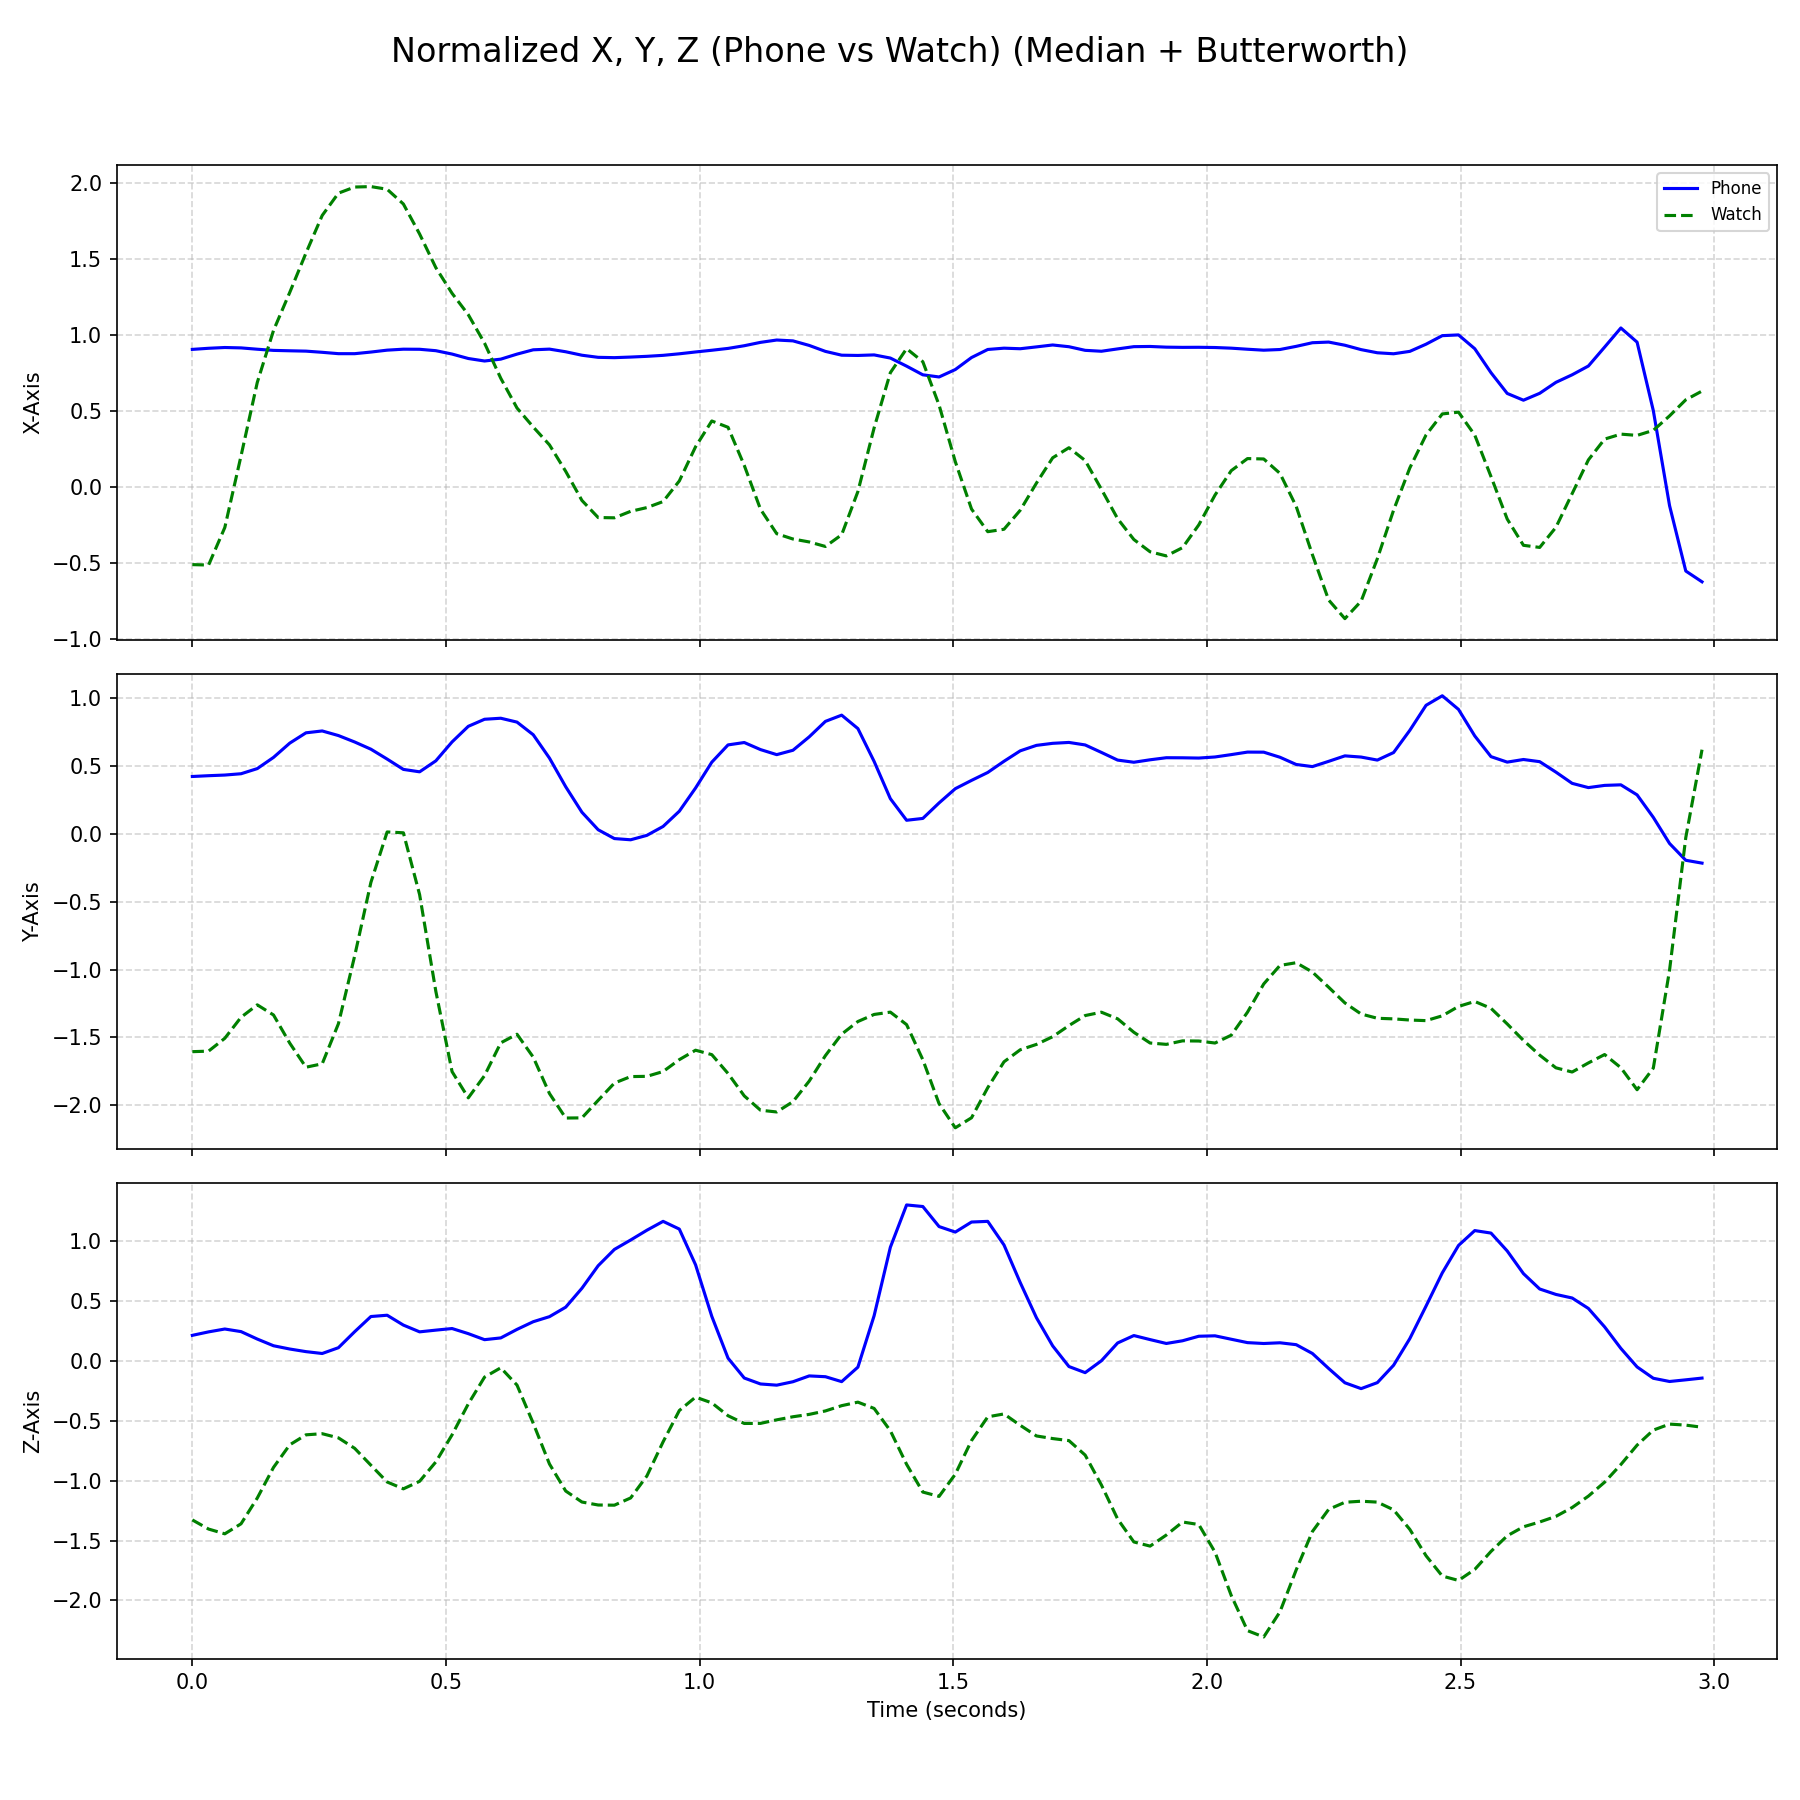 Normalized X, Y, Z (Phone vs Watch) (Median + Butterworth)
Phone
Watch
2.0
1.5
1.0
0.5
0.0
−0.5
−1.0
X-Axis
1.0
0.5
0.0
−0.5
−1.0
−1.5
−2.0
Y-Axis
1.0
0.5
0.0
−0.5
−1.0
−1.5
−2.0
Z-Axis
0.0 0.5 1.0 1.5 2.0 2.5 3.0
Time (seconds)